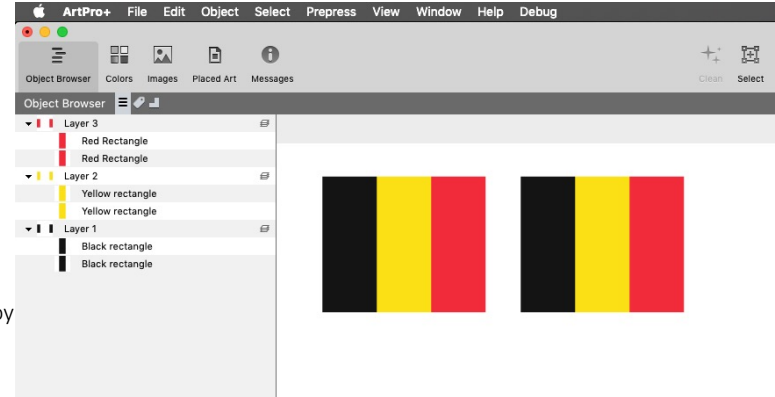 ArtPro+ File Edit Object Select Prepress View Window Help Debug
Object Browser Colors Images Placed Art Messages Clean Select
Object Browser
Layer 3
Red Rectangle
Red Rectangle
Layer 2
Yellow rectangle
Yellow rectangle
Layer 1
Black rectangle
Black rectangle
by